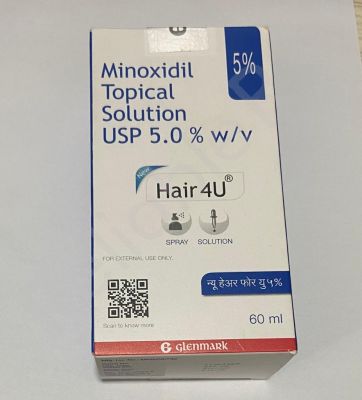 Minoxidil
Topical
Solution
USP 5.0 % w/v
5%
New
Hair 4U®
SPRAY SOLUTION
FOR EXTERNAL USE ONLY.
Scan to know more
न्यू हेअर फोर यु ५%
60 ml
G Glenmark